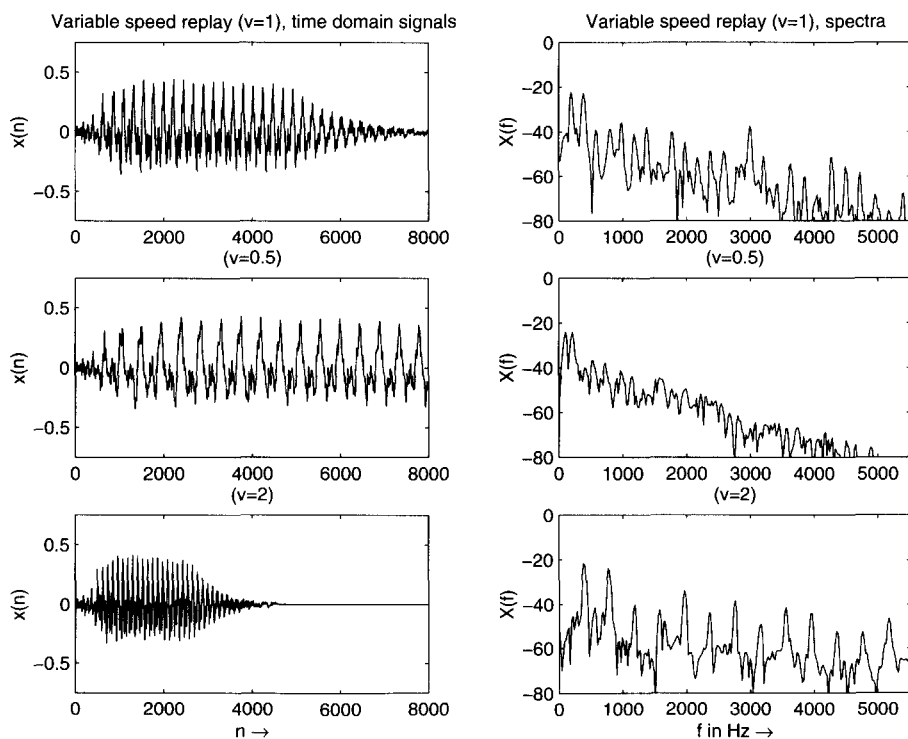 Variable speed replay (v=1), time domain signals
0.5
0
−0.5
x(n)
0 2000 4000 6000 8000
(v=0.5)
0.5
0
−0.5
x(n)
0 2000 4000 6000 8000
(v=2)
0.5
0
−0.5
x(n)
0 2000 4000 6000 8000
n →
Variable speed replay (v=1), spectra
0
−20
−40
−60
−80
X(f)
0 1000 2000 3000 4000 5000
(v=0.5)
0
−20
−40
−60
−80
X(f)
0 1000 2000 3000 4000 5000
(v=2)
0
−20
−40
−60
−80
X(f)
0 1000 2000 3000 4000 5000
f in Hz →